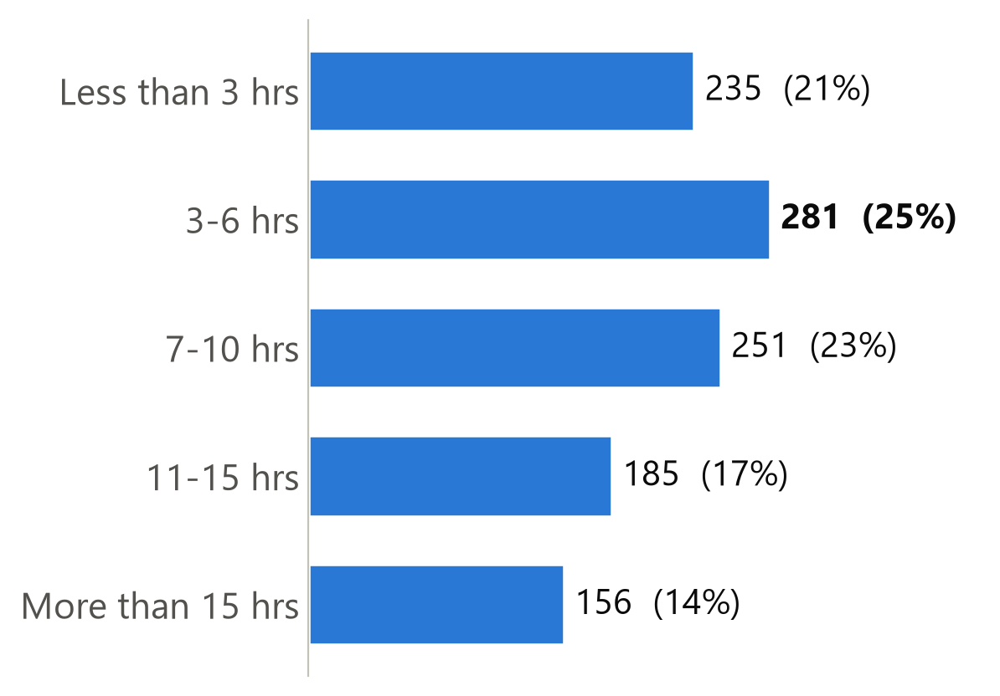 Less than 3 hrs 235 (21%)
3-6 hrs 281 (25%)
7-10 hrs 251 (23%)
11-15 hrs 185 (17%)
More than 15 hrs 156 (14%)